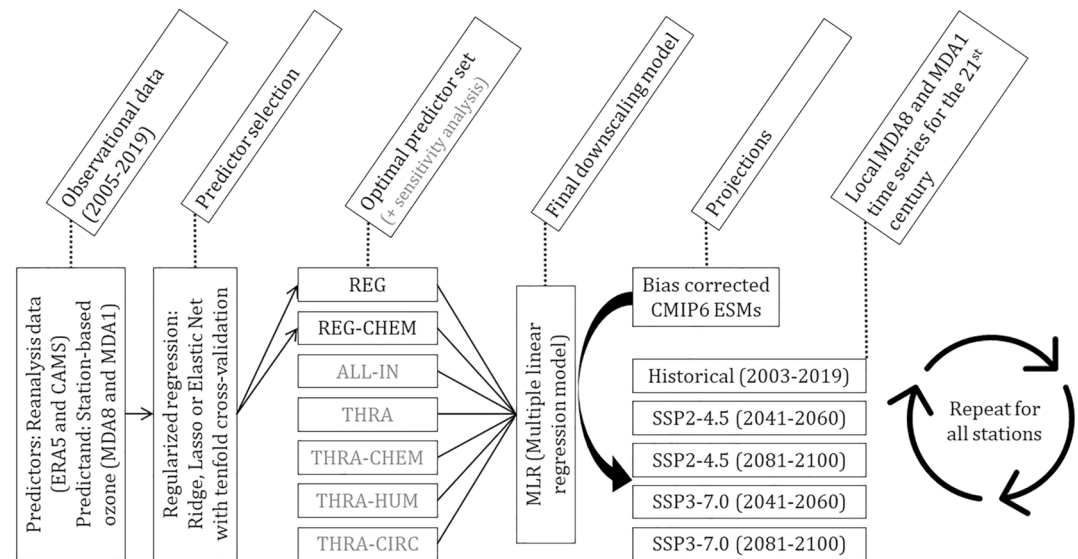 Observational data
(2005-2019)
Predictor selection
Optimal predictor set
(+ sensitivity analysis)
Final downscaling model
Projections
Local MDA8 and MDA1
time series for the 21st
century
Predictors: Reanalysis data
(ERA5 and CAMS)
Predictand: Station-based
ozone (MDA8 and MDA1)
Regularized regression:
Ridge, Lasso or Elastic Net
with tenfold cross-validation
REG
REG-CHEM
ALL-IN
THRA
THRA-CHEM
THRA-HUM
THRA-CIRC
MLR (Multiple linear
regression model)
Bias corrected
CMIP6 ESMs
Historical (2003-2019)
SSP2-4.5 (2041-2060)
SSP2-4.5 (2081-2100)
SSP3-7.0 (2041-2060)
SSP3-7.0 (2081-2100)
Repeat for
all stations